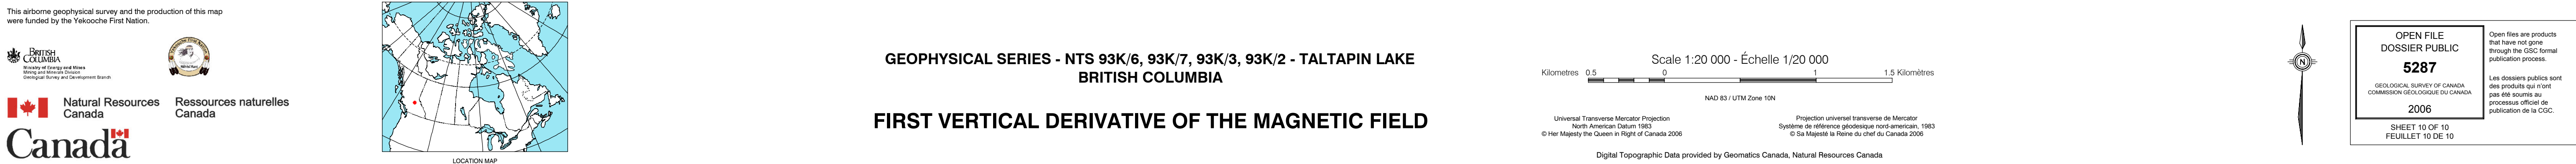 This airborne geophysical survey and the production of this map
were funded by the Yekooche First Nation.
BRITISH
COLUMBIA
Ministry of Energy and Mines
Mining and Minerals Division
Geological Survey and Development Branch
Natural Resources
Canada
Ressources naturelles
Canada
Canada
LOCATION MAP
GEOPHYSICAL SERIES - NTS 93K/6, 93K/7, 93K/3, 93K/2 - TALTAPIN LAKE
BRITISH COLUMBIA
FIRST VERTICAL DERIVATIVE OF THE MAGNETIC FIELD
Scale 1:20 000 - Échelle 1/20 000
Kilometres 0.5 0 1 1.5 Kilomètres
NAD 83 / UTM Zone 10N
Universal Transverse Mercator Projection
North American Datum 1983
© Her Majesty the Queen in Right of Canada 2006
Projection universel transverse de Mercator
Système de référence géodesique nord-americain, 1983
© Sa Majesté la Reine du chef du Canada 2006
Digital Topographic Data provided by Geomatics Canada, Natural Resources Canada
N
OPEN FILE
DOSSIER PUBLIC
5287
GEOLOGICAL SURVEY OF CANADA
COMMISSION GÉOLOGIQUE DU CANADA
2006
SHEET 10 OF 10
FEUILLET 10 DE 10
Open files are products
that have not gone
through the GSC formal
publication process.
Les dossiers publics sont
des produits qui n'ont
pas été soumis au
processus officiel de
publication de la CGC.